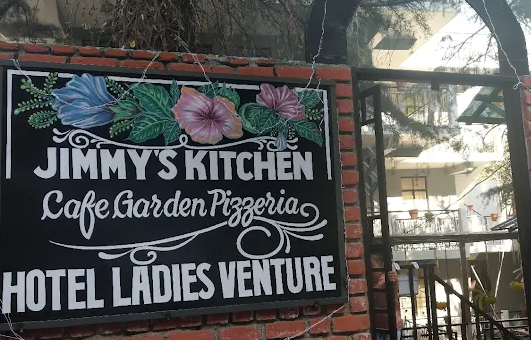 JIMMY'S KITCHEN
Cafe Garden Pizzeria
HOTEL LADIES VENTURE